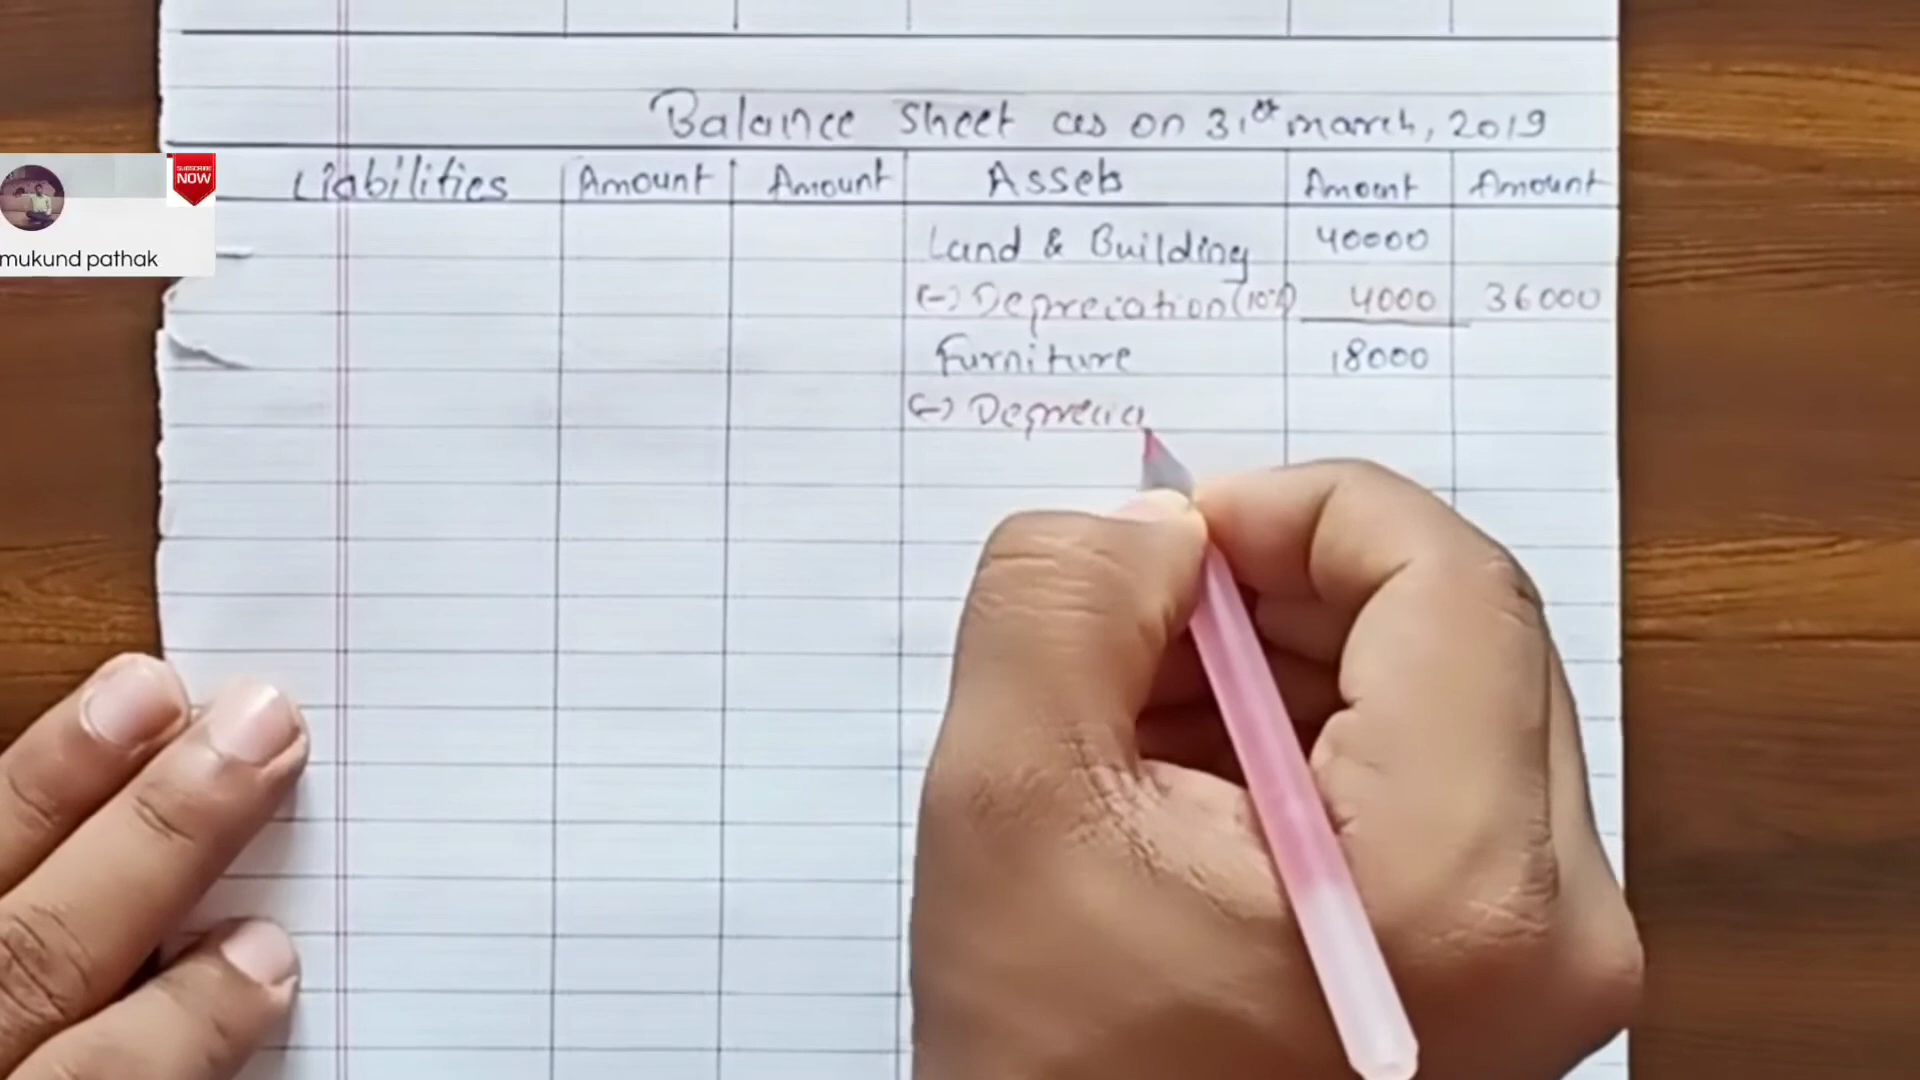 Balance Sheet as on 31st march, 2019
Liabilities Amount Amount Assets Amount Amount
Land & Building 40000
(-) Depreciation (10%) 4000 36000
Furniture 18000
(-) Deprecia
SUBSCRIBE
NOW
mukund pathak